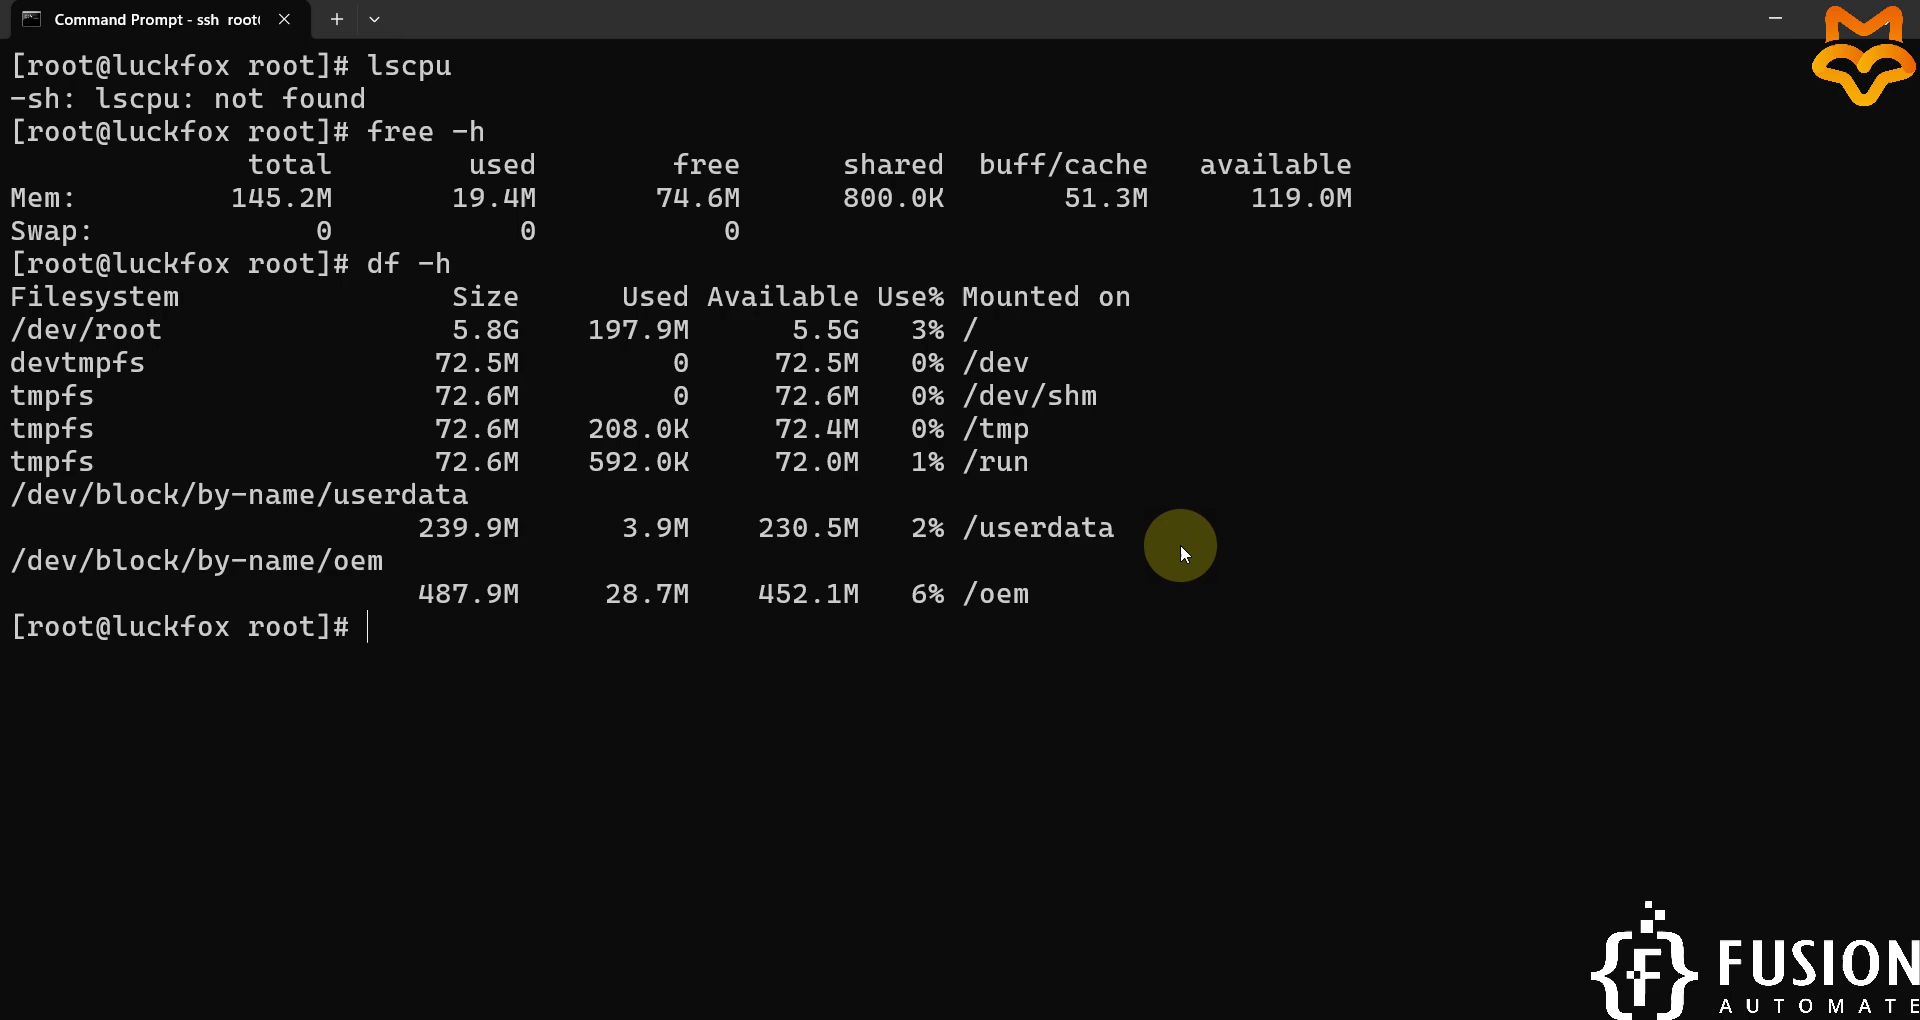 Command Prompt - ssh root
[root@luckfox root]# lscpu
-sh: lscpu: not found
[root@luckfox root]# free -h
total used free shared buff/cache available
Mem: 145.2M 19.4M 74.6M 800.0K 51.3M 119.0M
Swap: 0 0 0
[root@luckfox root]# df -h
Filesystem Size Used Available Use% Mounted on
/dev/root 5.8G 197.9M 5.5G 3% /
devtmpfs 72.5M 0 72.5M 0% /dev
tmpfs 72.6M 0 72.6M 0% /dev/shm
tmpfs 72.6M 208.0K 72.4M 0% /tmp
tmpfs 72.6M 592.0K 72.0M 1% /run
/dev/block/by-name/userdata
239.9M 3.9M 230.5M 2% /userdata
/dev/block/by-name/oem
487.9M 28.7M 452.1M 6% /oem
[root@luckfox root]#
{F} FUSION
AUTOMATE